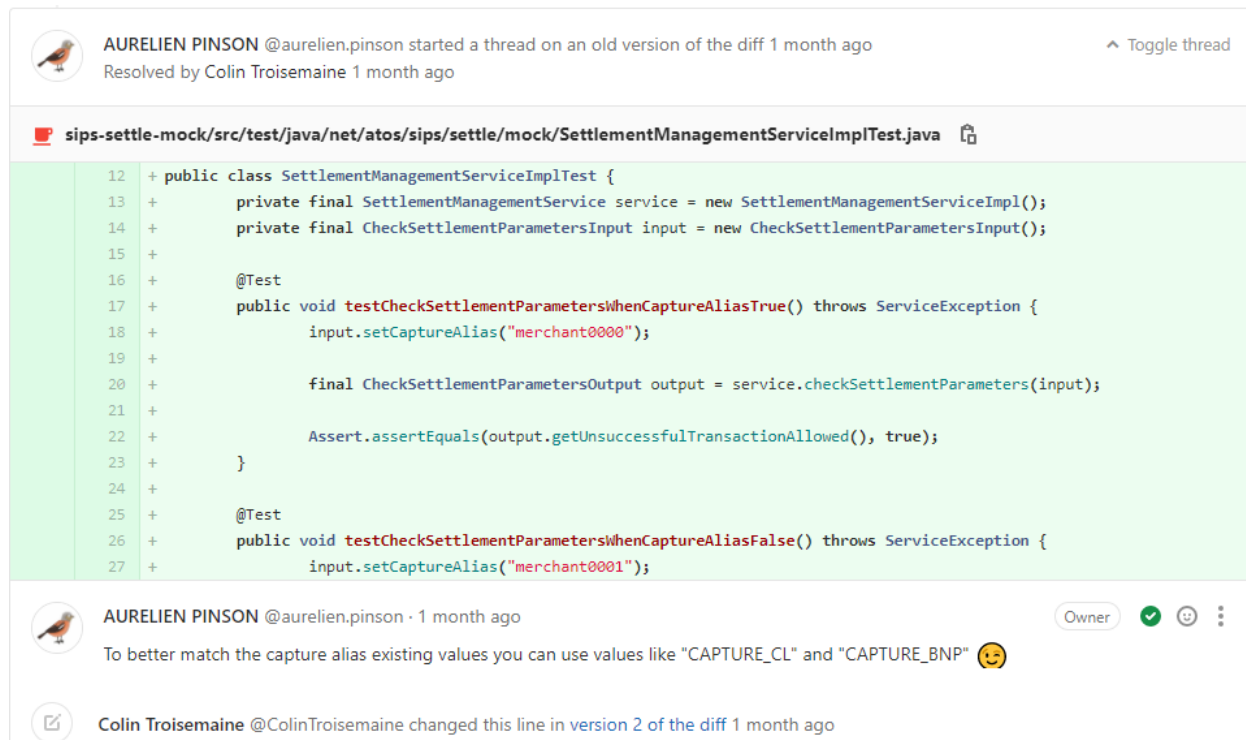 AURELIEN PINSON @aurelien.pinson started a thread on an old version of the diff 1 month ago
Toggle thread
Resolved by Colin Troisemaine 1 month ago
sips-settle-mock/src/test/java/net/atos/sips/settle/mock/SettlementManagementServiceImplTest.java
12 + public class SettlementManagementServiceImplTest {
13 + private final SettlementManagementService service = new SettlementManagementServiceImpl();
14 + private final CheckSettlementParametersInput input = new CheckSettlementParametersInput();
15 +
16 + @Test
17 + public void testCheckSettlementParametersWhenCaptureAliasTrue() throws ServiceException {
18 + input.setCaptureAlias("merchant0000");
19 +
20 + final CheckSettlementParametersOutput output = service.checkSettlementParameters(input);
21 +
22 + Assert.assertEquals(output.getUnsuccessfulTransactionAllowed(), true);
23 + }
24 +
25 + @Test
26 + public void testCheckSettlementParametersWhenCaptureAliasFalse() throws ServiceException {
27 + input.setCaptureAlias("merchant0001");
AURELIEN PINSON @aurelien.pinson · 1 month ago
Owner
To better match the capture alias existing values you can use values like "CAPTURE_CL" and "CAPTURE_BNP" 😉
Colin Troisemaine @ColinTroisemaine changed this line in version 2 of the diff 1 month ago